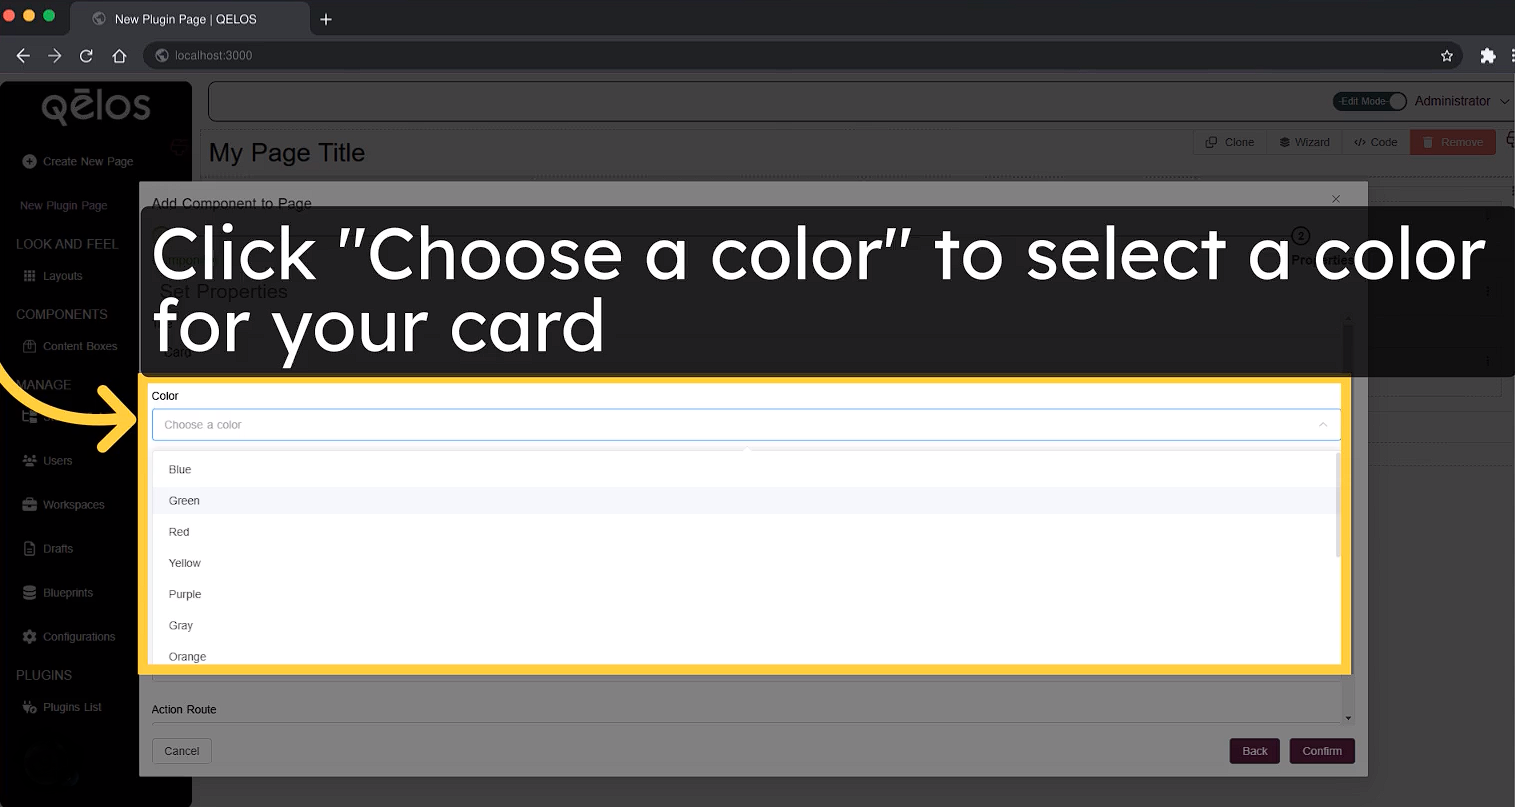 New Plugin Page | QELOS
localhost:3000
qēlos
Edit Mode
Administrator
My Page Title
Clone
Wizard
</> Code
Remove
Create New Page
New Plugin Page
LOOK AND FEEL
Layouts
COMPONENTS
Content Boxes
MANAGE
Users
Workspaces
Drafts
Blueprints
Configurations
PLUGINS
Plugins List
Add Component to Page
2
Properties
Set Properties
Card
Click "Choose a color" to select a color
for your card
Color
Choose a color
Blue
Green
Red
Yellow
Purple
Gray
Orange
Action Route
Cancel
Back
Confirm